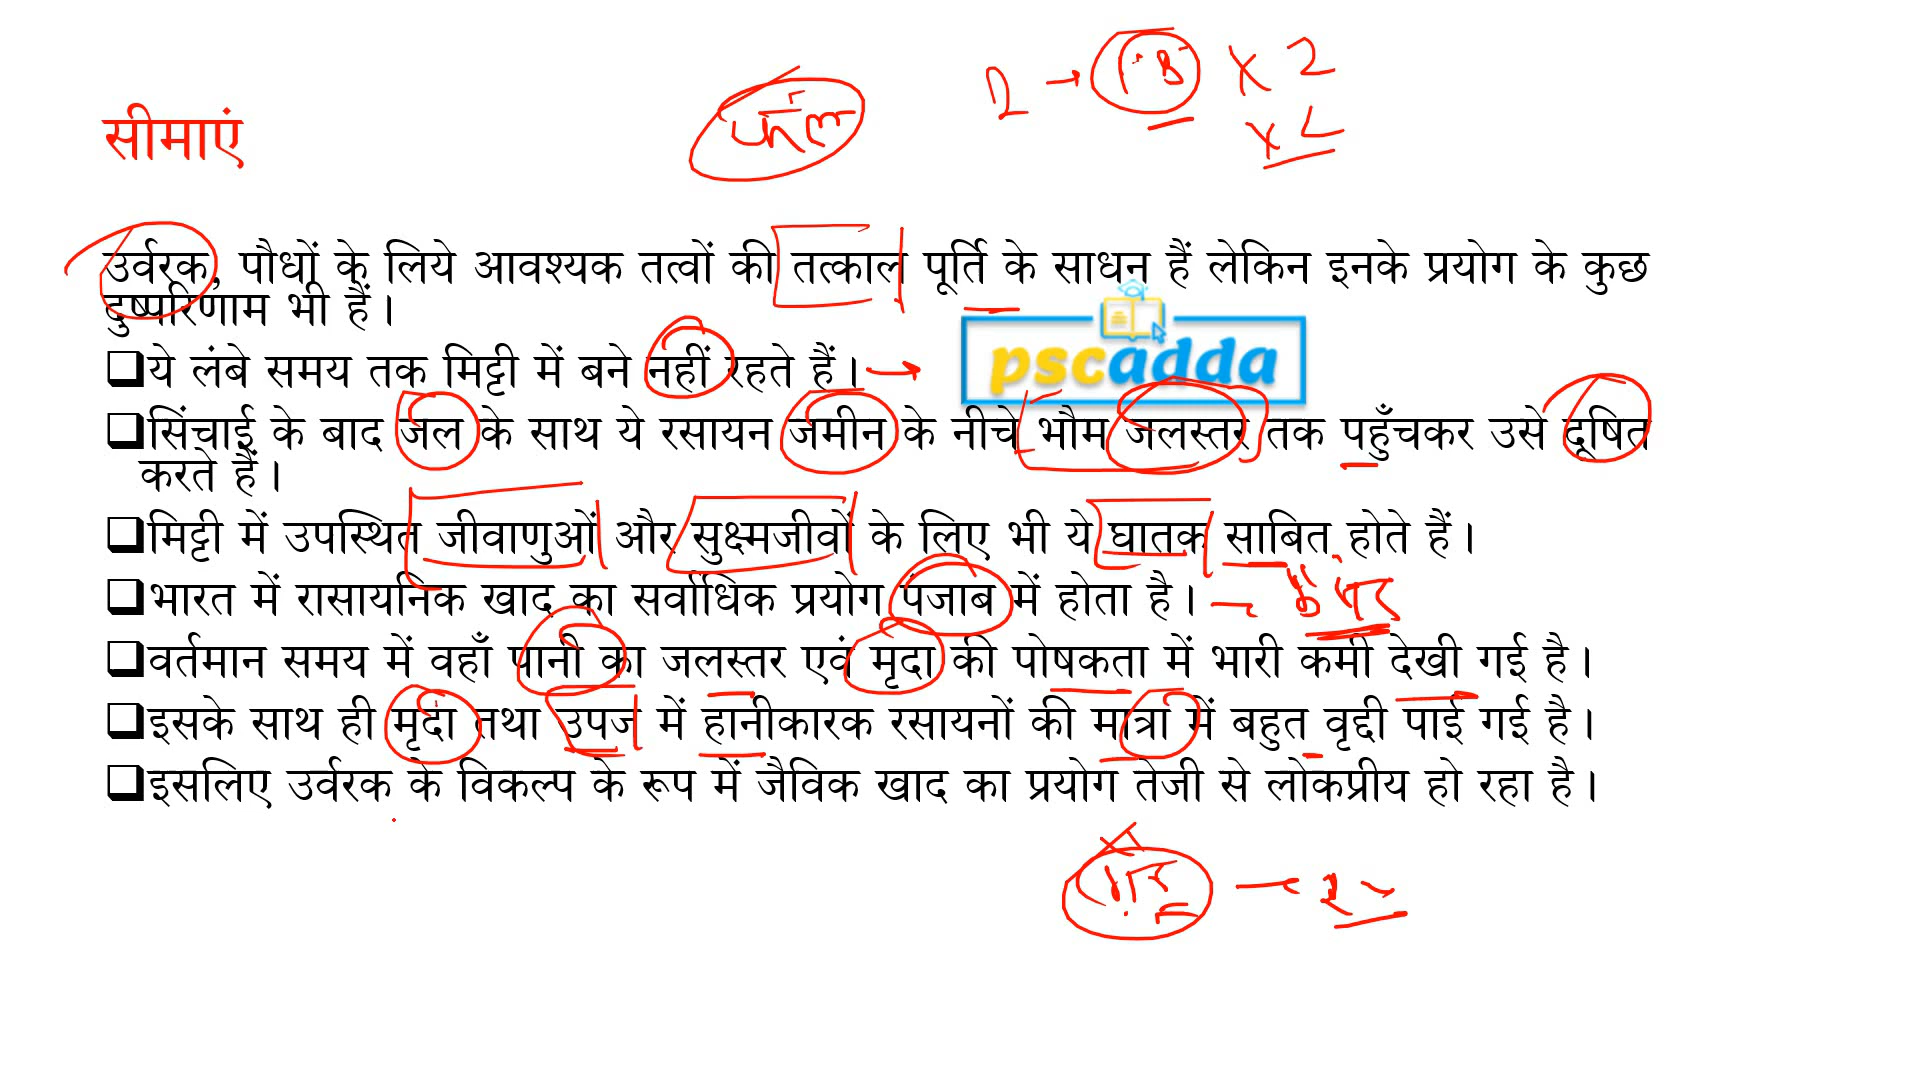 सीमाएं
उर्वरक, पौधों के लिये आवश्यक तत्वों की तत्काल पूर्ति के साधन हैं लेकिन इनके प्रयोग के कुछ
दुष्परिणाम भी हैं।
ये लंबे समय तक मिट्टी में बने नहीं रहते हैं।
pscadda
सिंचाई के बाद जल के साथ ये रसायन जमीन के नीचे भौम जलस्तर तक पहुँचकर उसे दूषित
करते हैं।
मिट्टी में उपस्थित जीवाणुओं और सुक्ष्मजीवों के लिए भी ये घातक साबित होते हैं।
भारत में रासायनिक खाद का सर्वाधिक प्रयोग पंजाब में होता है।
वर्तमान समय में वहाँ पानी का जलस्तर एवं मृदा की पोषकता में भारी कमी देखी गई है।
इसके साथ ही मृदा तथा उपज में हानीकारक रसायनों की मात्रा में बहुत वृद्दी पाई गई है।
इसलिए उर्वरक के विकल्प के रूप में जैविक खाद का प्रयोग तेजी से लोकप्रीय हो रहा है।